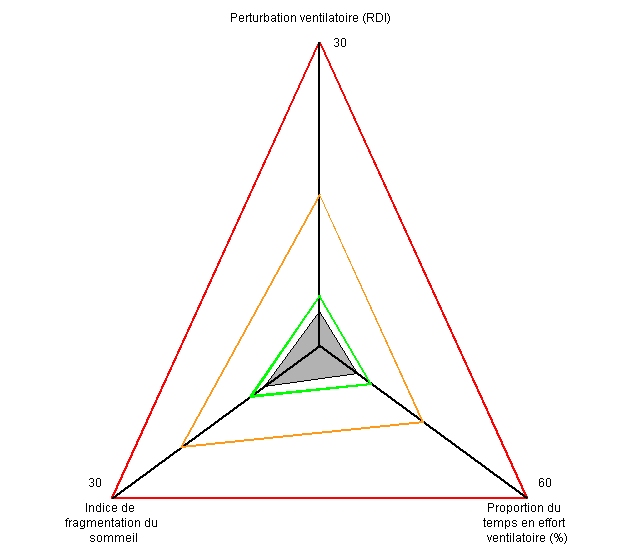 Perturbation ventilatoire (RDI)
30
30
60
Indice de
fragmentation du
sommeil
Proportion du
temps en effort
ventilatoire (%)